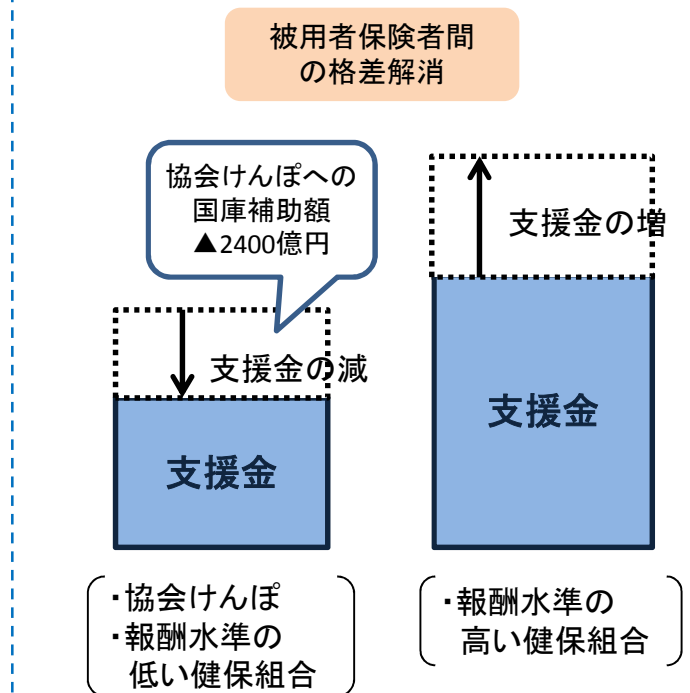 被用者保険者間
の格差解消
協会けんぽへの
国庫補助額
▲2400億円
支援金の減
支援金
・協会けんぽ
・報酬水準の
低い健保組合
支援金の増
支援金
・報酬水準の
高い健保組合